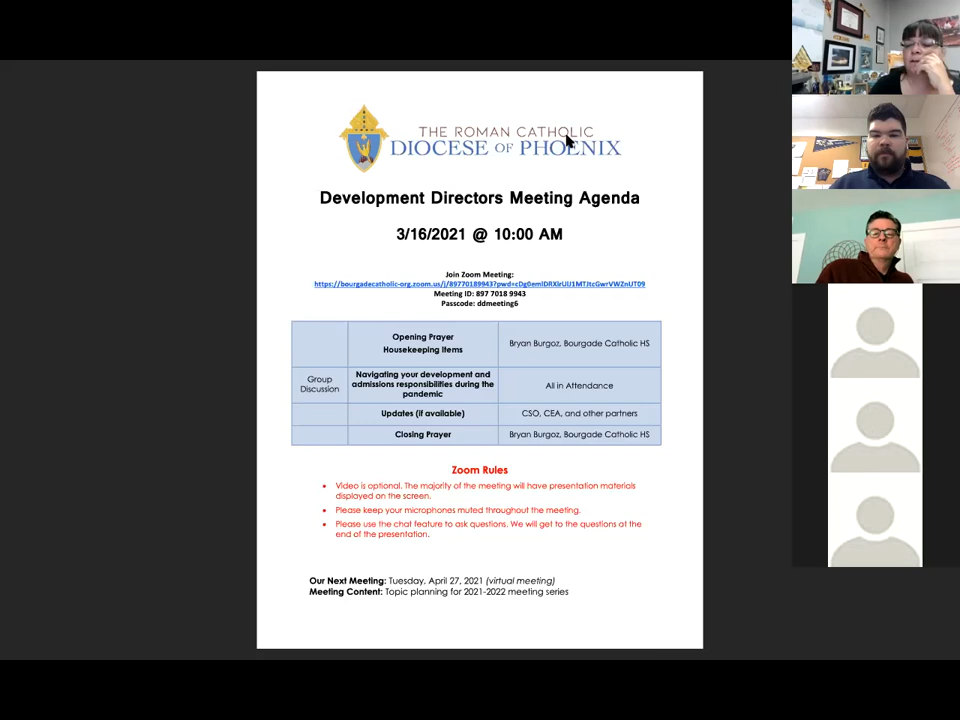 THE ROMAN CATHOLIC
DIOCESE OF PHOENIX
Development Directors Meeting Agenda
3/16/2021 @ 10:00 AM
Join Zoom Meeting:
Meeting ID: 897 7018 9943
Passcode: ddmeeting6
Opening Prayer
Housekeeping Items
Bryan Burgoz, Bourgade Catholic HS
Group
Discussion
Navigating your development and
admissions responsibilities during the
pandemic
All in Attendance
Updates (if available)
CSO, CEA, and other partners
Closing Prayer
Bryan Burgoz, Bourgade Catholic HS
Zoom Rules
• Video is optional. The majority of the meeting will have presentation materials
displayed on the screen.
• Please keep your microphones muted throughout the meeting.
• Please use the chat feature to ask questions. We will get to the questions at the
end of the presentation.
Our Next Meeting: Tuesday, April 27, 2021 (virtual meeting)
Meeting Content: Topic planning for 2021-2022 meeting series